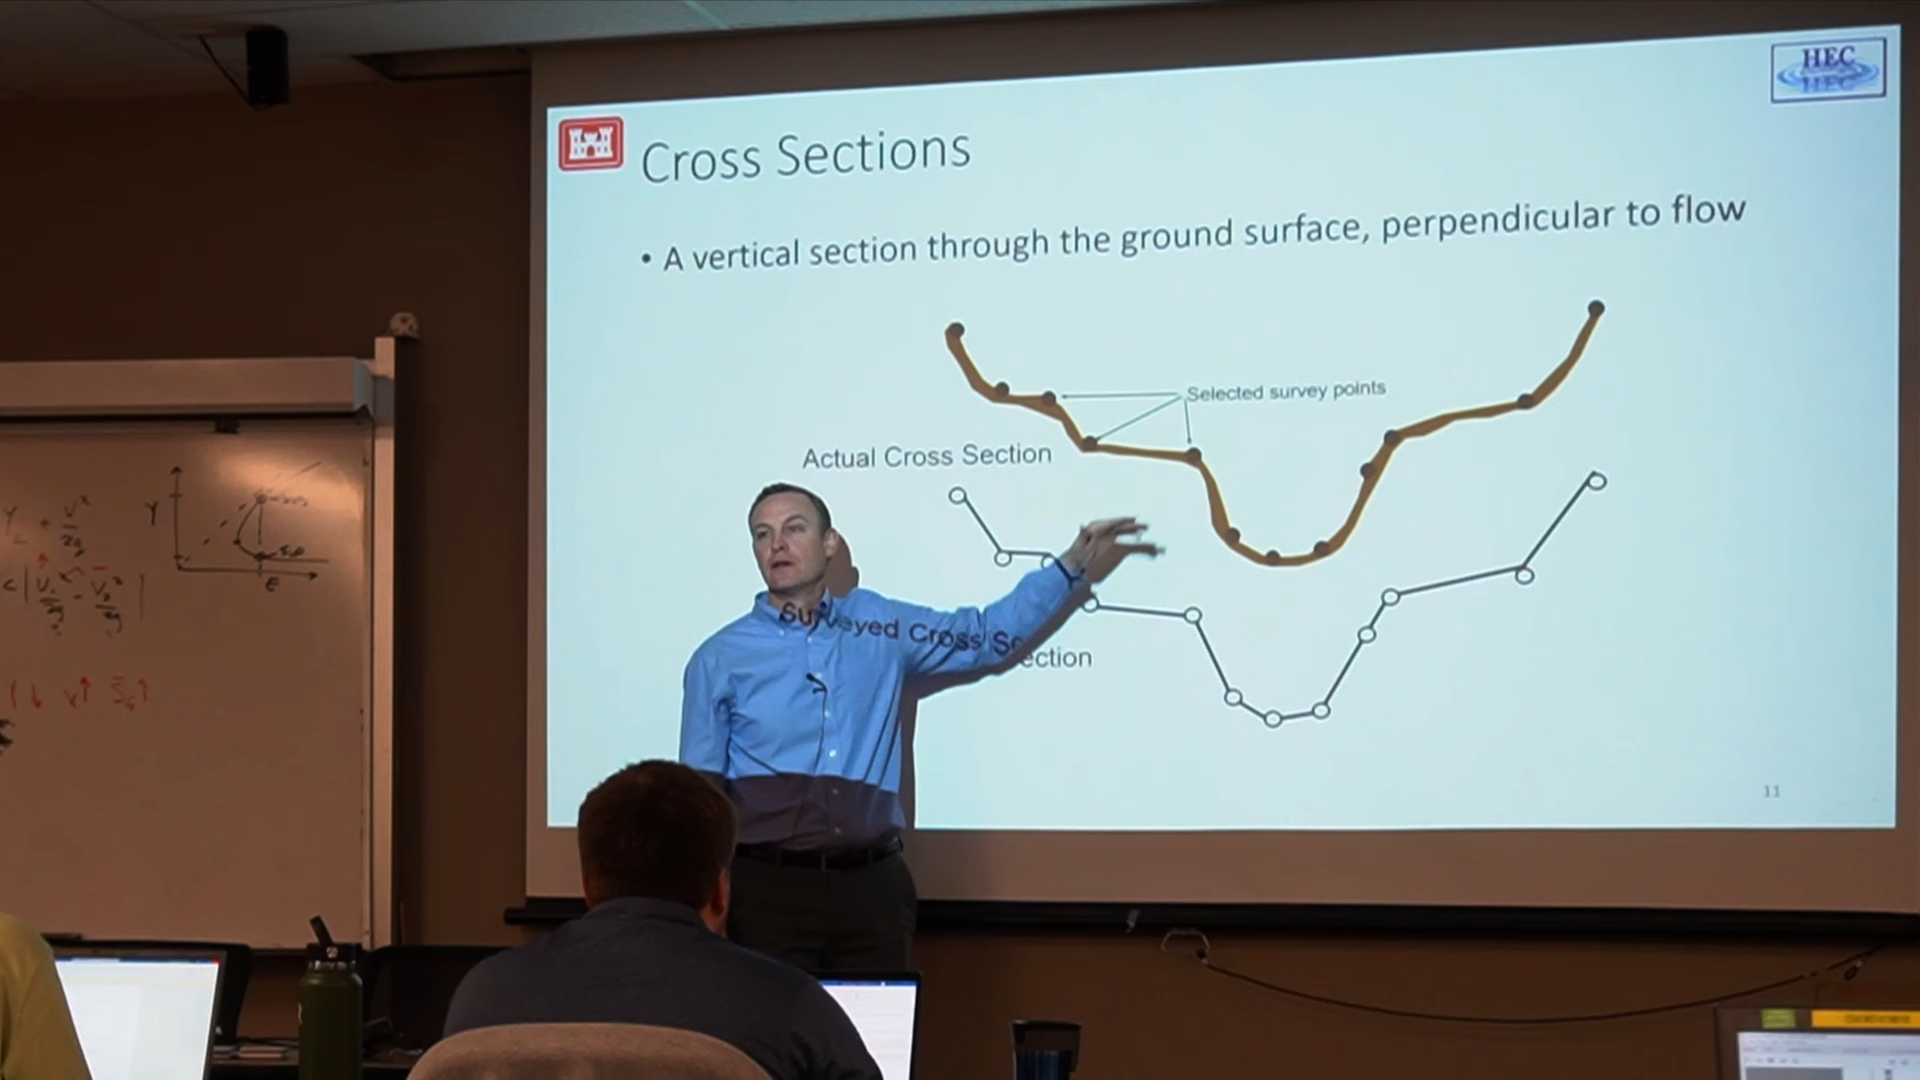 HEC
HEC
Cross Sections
• A vertical section through the ground surface, perpendicular to flow
Selected survey points
Actual Cross Section
Surveyed Cross Section
11
Y
E